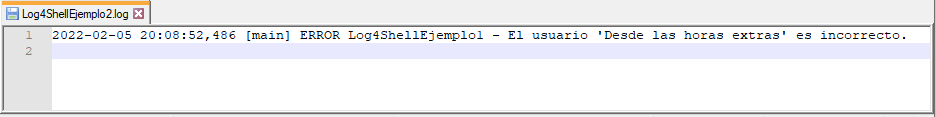 Log4ShellEjemplo2.log
1 2022-02-05 20:08:52,486 [main] ERROR Log4ShellEjemplo1 - El usuario 'Desde las horas extras' es incorrecto.
2